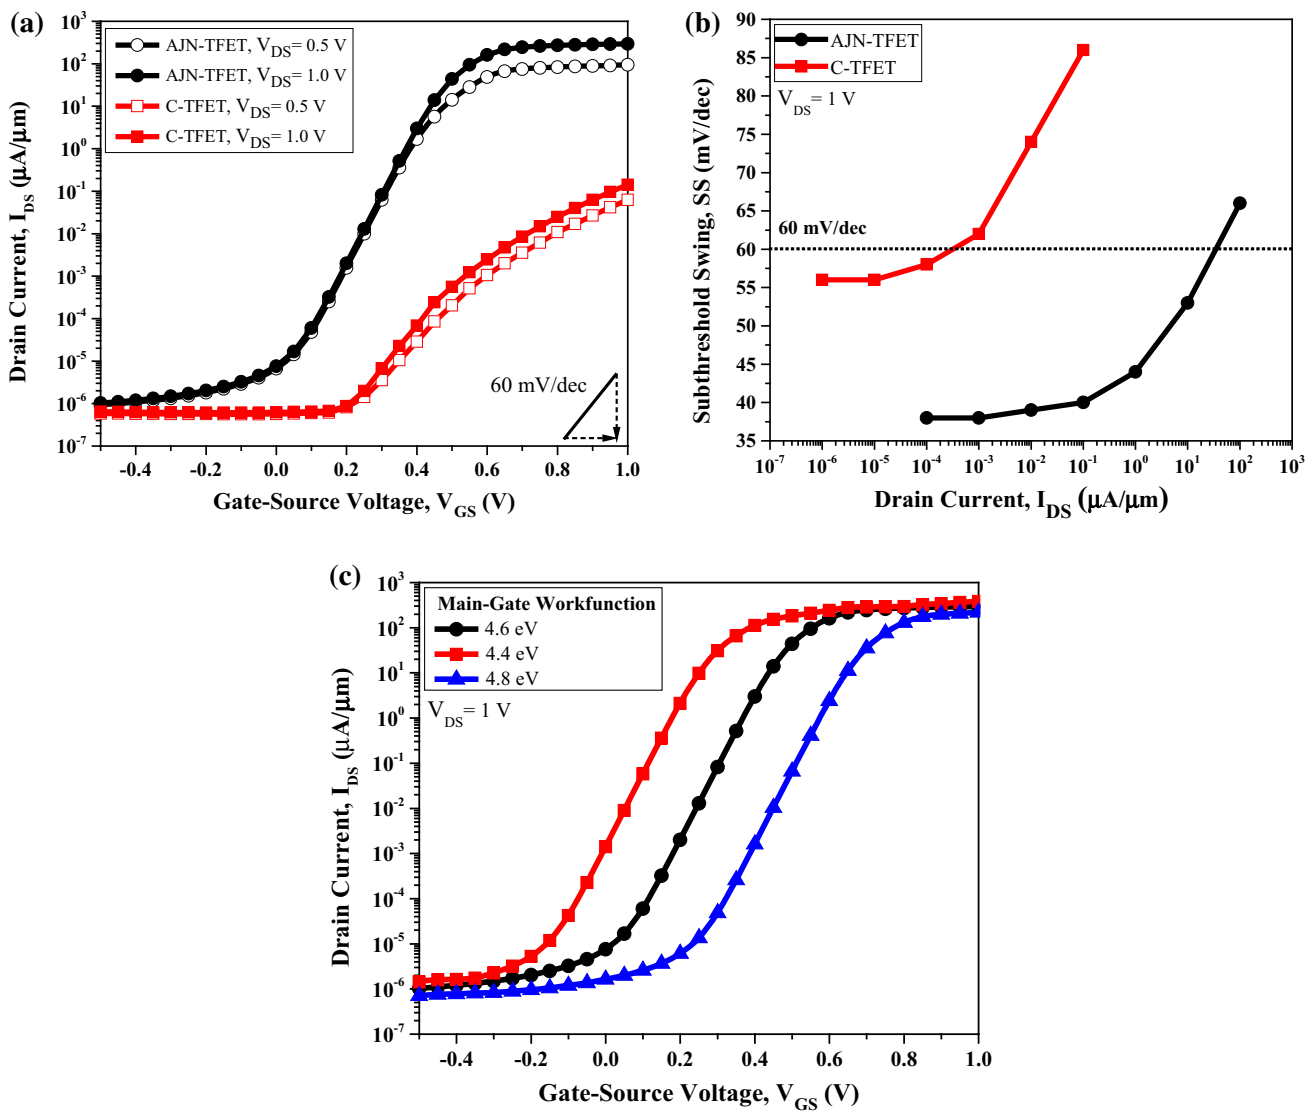 (a)
10³
10²
10¹
10⁰
10⁻¹
10⁻²
10⁻³
10⁻⁴
10⁻⁵
10⁻⁶
10⁻⁷
Drain Current, I_DS (μA/μm)
AJN-TFET, V_DS= 0.5 V
AJN-TFET, V_DS= 1.0 V
C-TFET, V_DS= 0.5 V
C-TFET, V_DS= 1.0 V
60 mV/dec
-0.4 -0.2 0.0 0.2 0.4 0.6 0.8 1.0
Gate-Source Voltage, V_GS (V)
(b)
90
85
80
75
70
65
60
55
50
45
40
35
Subthreshold Swing, SS (mV/dec)
AJN-TFET
C-TFET
V_DS= 1 V
60 mV/dec
10⁻⁷ 10⁻⁶ 10⁻⁵ 10⁻⁴ 10⁻³ 10⁻² 10⁻¹ 10⁰ 10¹ 10² 10³
Drain Current, I_DS (μA/μm)
(c)
10³
10²
10¹
10⁰
10⁻¹
10⁻²
10⁻³
10⁻⁴
10⁻⁵
10⁻⁶
10⁻⁷
Drain Current, I_DS (μA/μm)
Main-Gate Workfunction
4.6 eV
4.4 eV
4.8 eV
V_DS= 1 V
-0.4 -0.2 0.0 0.2 0.4 0.6 0.8 1.0
Gate-Source Voltage, V_GS (V)